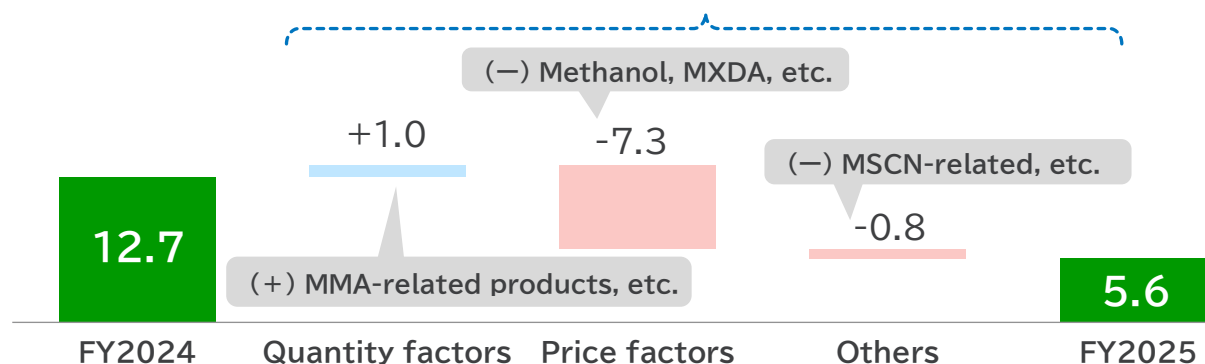 (－) Methanol, MXDA, etc.
+1.0
-7.3
(－) MSCN-related, etc.
-0.8
12.7
(+) MMA-related products, etc.
5.6
FY2024
Quantity factors
Price factors
Others
FY2025